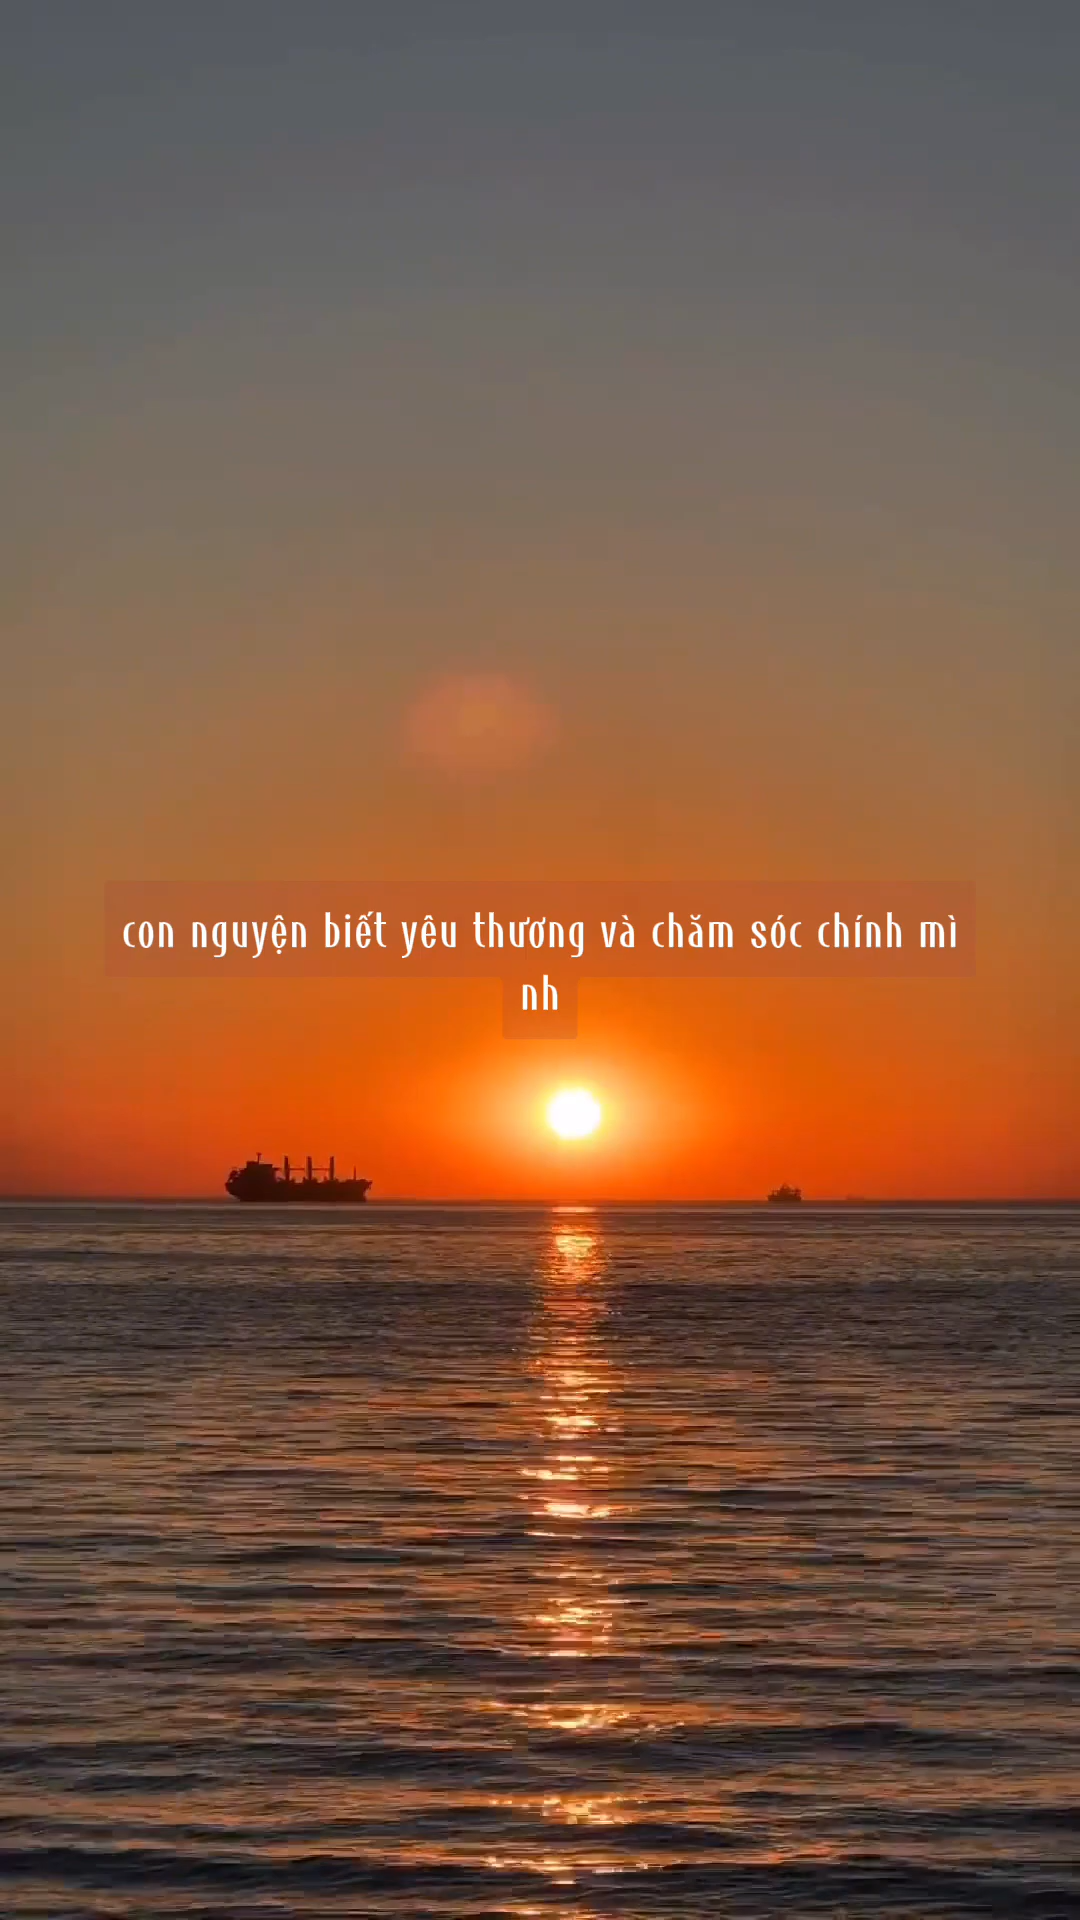 con nguyện biết yêu thương và chăm sóc chính mì
nh